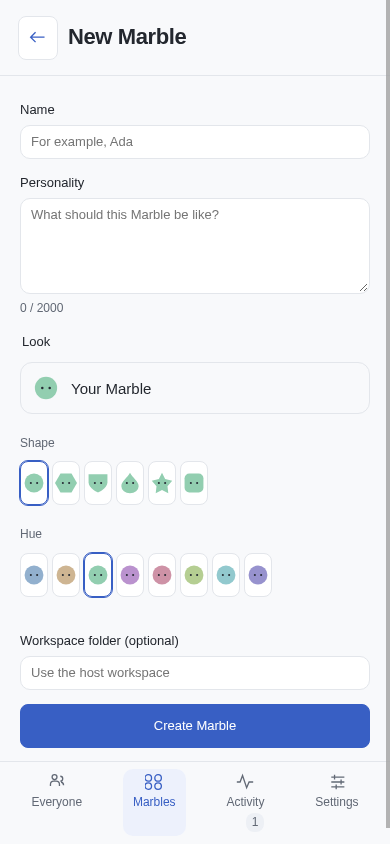 New Marble
Name
For example, Ada
Personality
What should this Marble be like?
0 / 2000
Look
Your Marble
Shape
Hue
Workspace folder (optional)
Use the host workspace
Create Marble
Everyone
Marbles
Activity
1
Settings